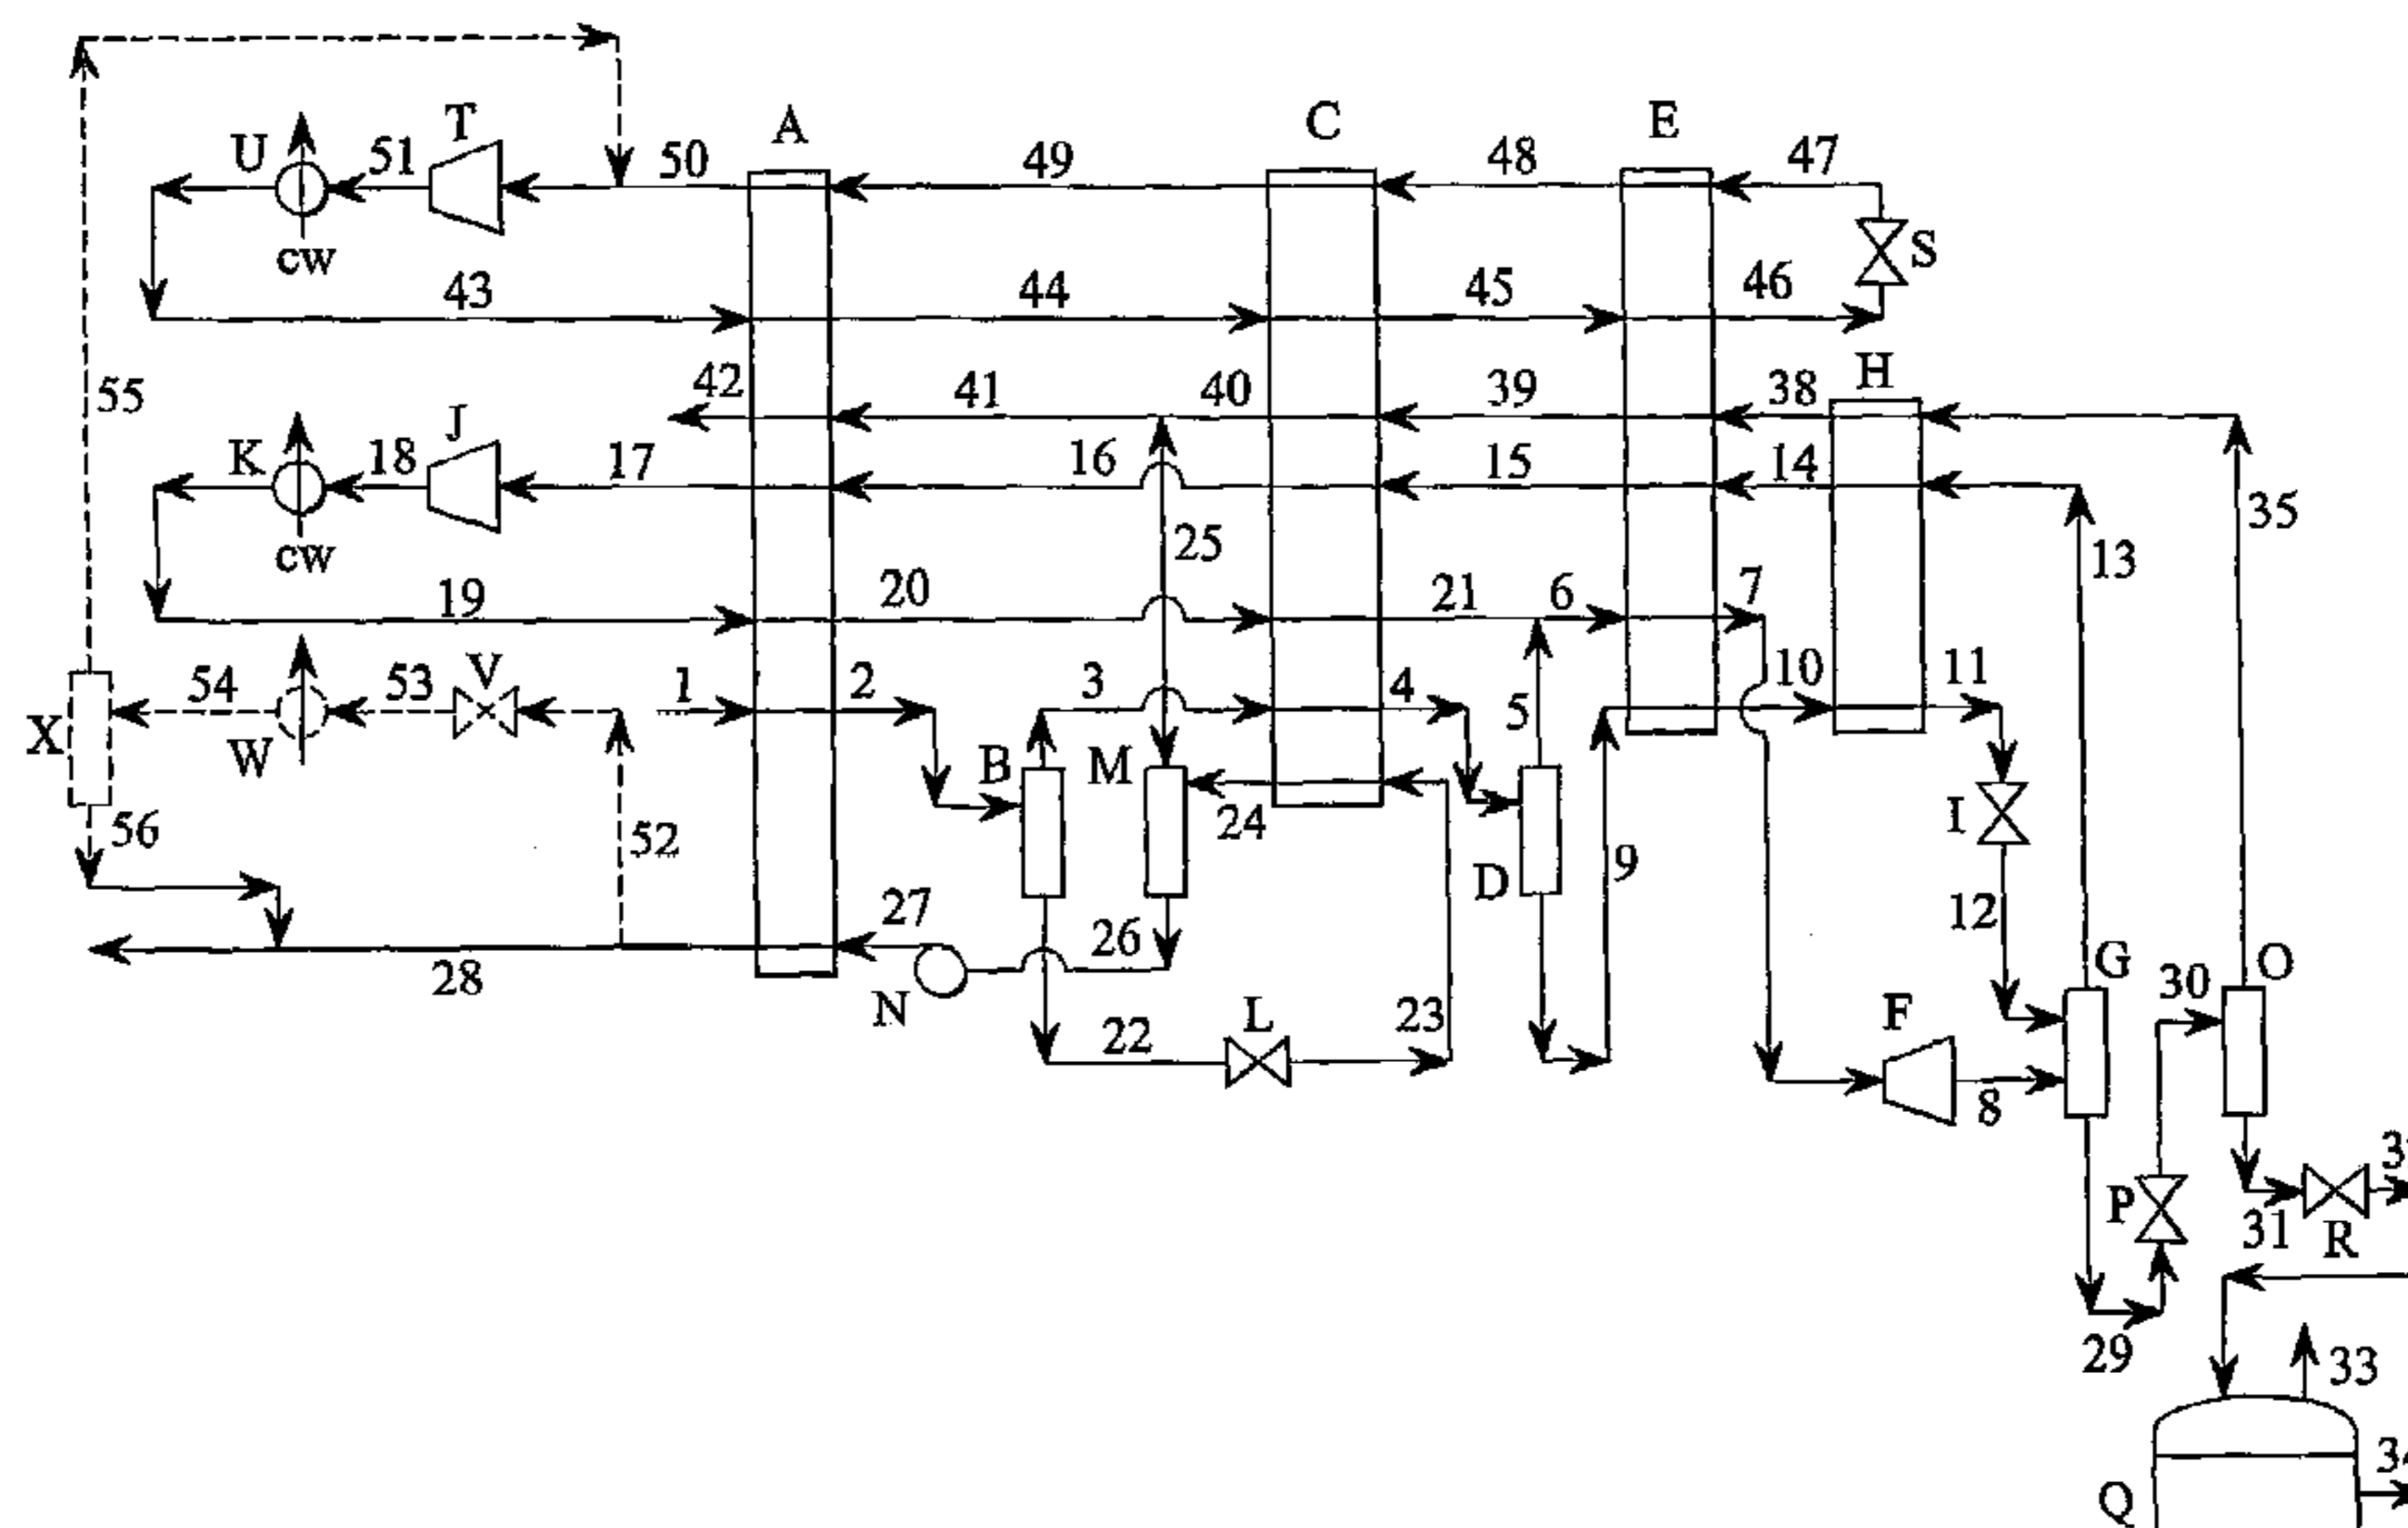 A C E
U 51 T 50 49 48 47
cw S
43 44 45 46
H
55 42 41 40 39 38
J
K 18 17 16 15 14
35
cw 25 13
19 20 21 6 7
54 53 V 1 2 3 4 5 10 11
X W B M
24 I
56 52 D 9
12
27 26 G O
28 30
N 22 L 23 F
8
P
31 R
29 33
Q